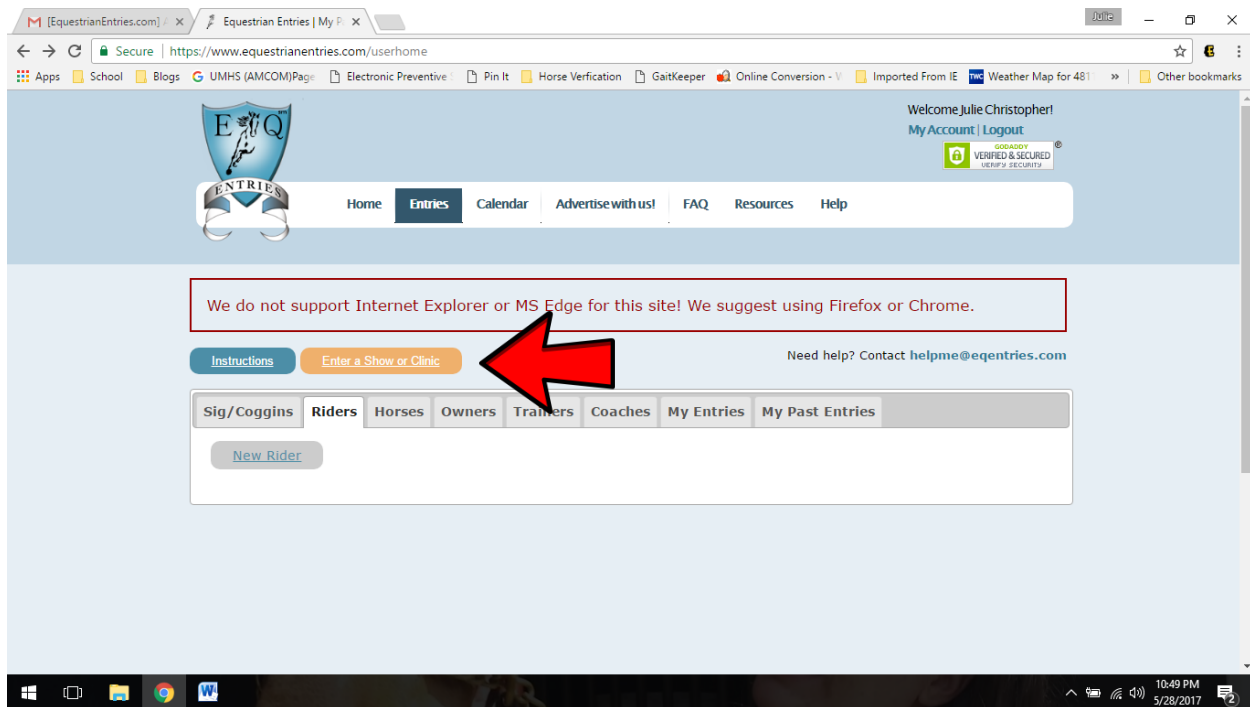 Julie
[EquestrianEntries.com]
Equestrian Entries | My P
Secure | https://www.equestrianentries.com/userhome
Apps School Blogs UMHS (AMCOM)Page Electronic Preventive Pin It Horse Verfication GaitKeeper Online Conversion - Imported From IE TWC Weather Map for 481 » Other bookmarks
E Q
ENTRIES
Welcome Julie Christopher!
My Account | Logout
GODADDY
VERIFIED & SECURED
VERIFY SECURITY
Home Entries Calendar Advertise with us! FAQ Resources Help
We do not support Internet Explorer or MS Edge for this site! We suggest using Firefox or Chrome.
Instructions Enter a Show or Clinic Need help? Contact helpme@eqentries.com
Sig/Coggins Riders Horses Owners Trainers Coaches My Entries My Past Entries
New Rider
10:49 PM
5/28/2017
2